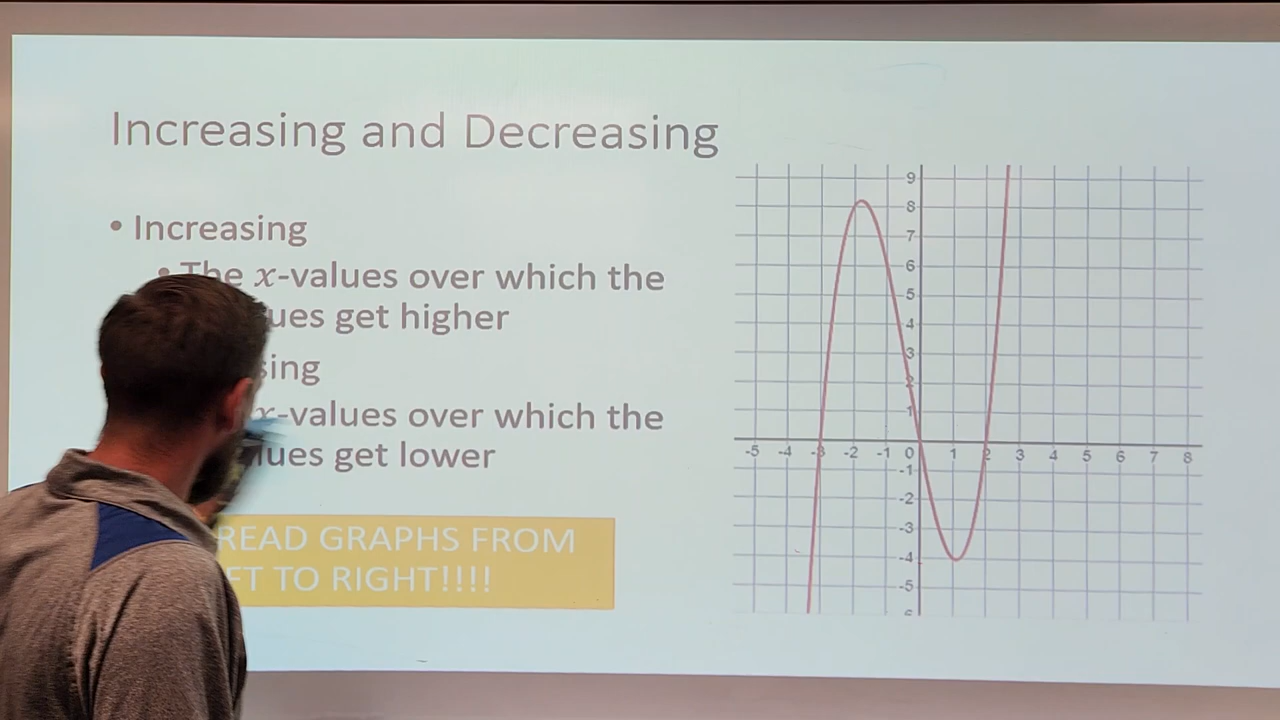 Increasing and Decreasing
• Increasing
• The x-values over which the
ues get higher
sing
x-values over which the
lues get lower
READ GRAPHS FROM
FT TO RIGHT!!!!
9
8
7
6
5
4
3
2
1
-5 -4 -3 -2 -1 0 1 2 3 4 5 6 7 8
-1
-2
-3
-4
-5